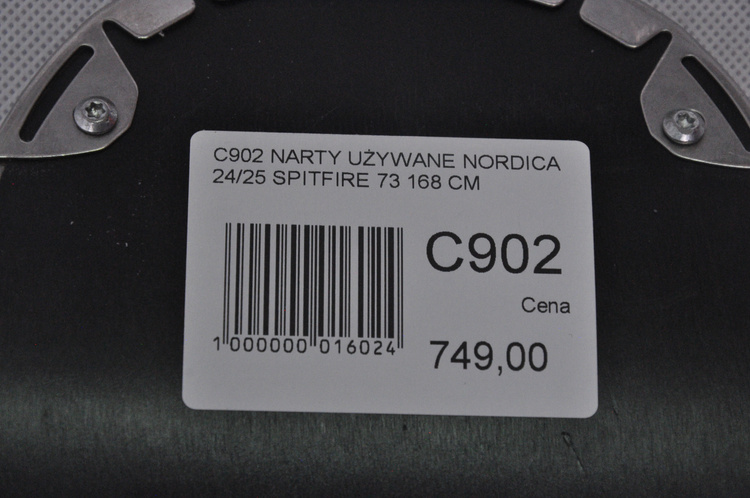 C902 NARTY UŻYWANE NORDICA
24/25 SPITFIRE 73 168 CM
C902
Cena
1 000000 016024
749,00